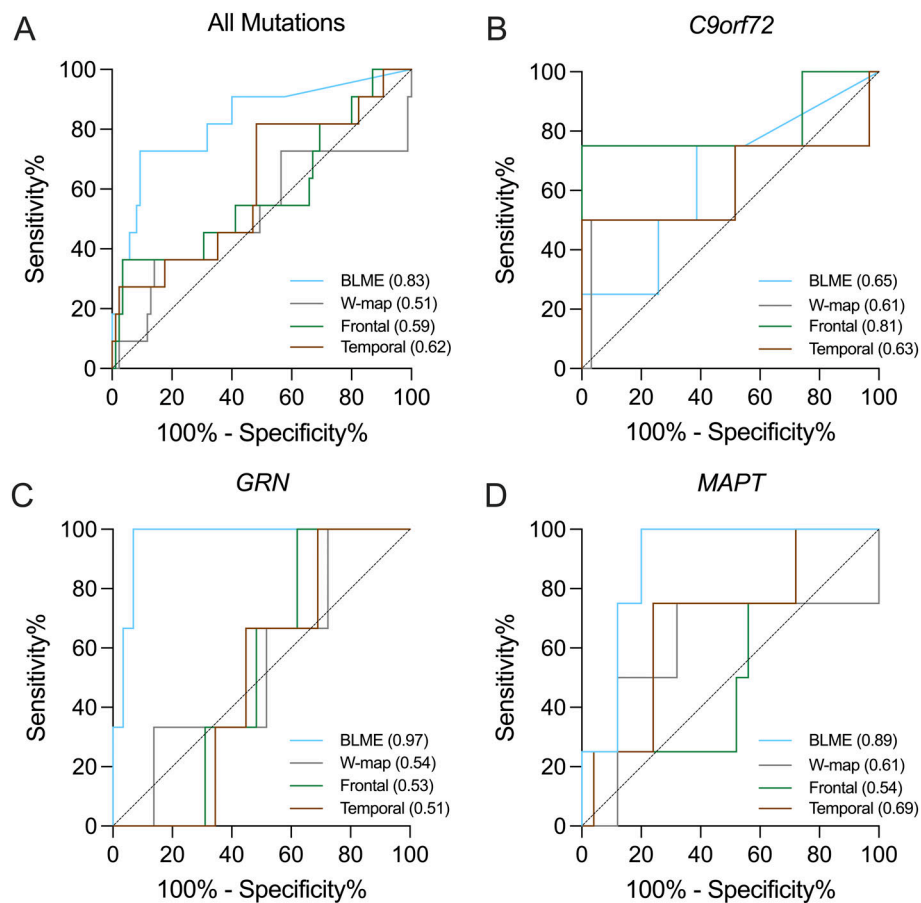 A
All Mutations
Sensitivity%
100
80
60
40
20
0
0 20 40 60 80 100
100% - Specificity%
BLME (0.83)
W-map (0.51)
Frontal (0.59)
Temporal (0.62)
B
C9orf72
Sensitivity%
100
80
60
40
20
0
0 20 40 60 80 100
100% - Specificity%
BLME (0.65)
W-map (0.61)
Frontal (0.81)
Temporal (0.63)
C
GRN
Sensitivity%
100
80
60
40
20
0
0 20 40 60 80 100
100% - Specificity%
BLME (0.97)
W-map (0.54)
Frontal (0.53)
Temporal (0.51)
D
MAPT
Sensitivity%
100
80
60
40
20
0
0 20 40 60 80 100
100% - Specificity%
BLME (0.89)
W-map (0.61)
Frontal (0.54)
Temporal (0.69)